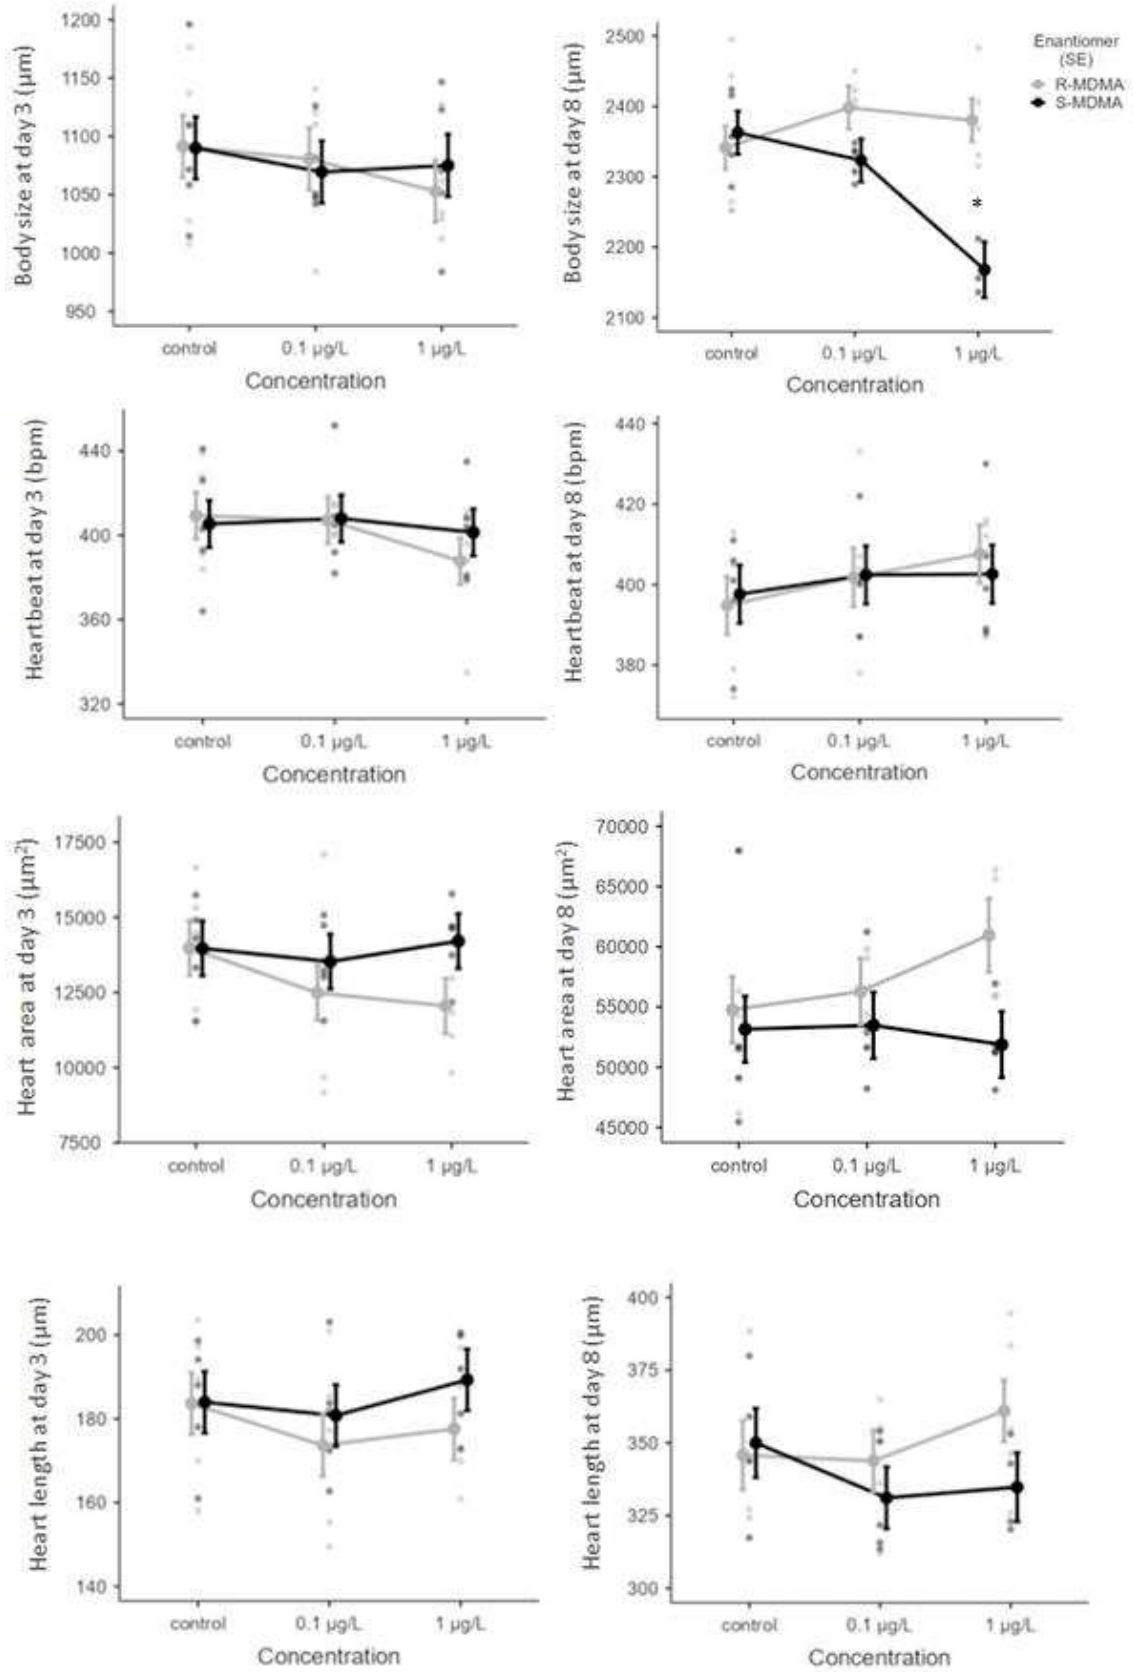 Body size at day 3 (µm)
1200
1150
1100
1050
1000
950
control
0.1 µg/L
1 µg/L
Concentration
Body size at day 8 (µm)
2500
2400
2300
2200
2100
*
control
0.1 µg/L
1 µg/L
Concentration
Enantiomer
(SE)
R-MDMA
S-MDMA
Heartbeat at day 3 (bpm)
440
400
360
320
control
0.1 µg/L
1 µg/L
Concentration
Heartbeat at day 8 (bpm)
440
420
400
380
control
0.1 µg/L
1 µg/L
Concentration
Heart area at day 3 (µm²)
17500
15000
12500
10000
7500
control
0.1 µg/L
1 µg/L
Concentration
Heart area at day 8 (µm²)
70000
65000
60000
55000
50000
45000
control
0.1 µg/L
1 µg/L
Concentration
Heart length at day 3 (µm)
200
180
160
140
control
0.1 µg/L
1 µg/L
Concentration
Heart length at day 8 (µm)
400
375
350
325
300
control
0.1 µg/L
1 µg/L
Concentration